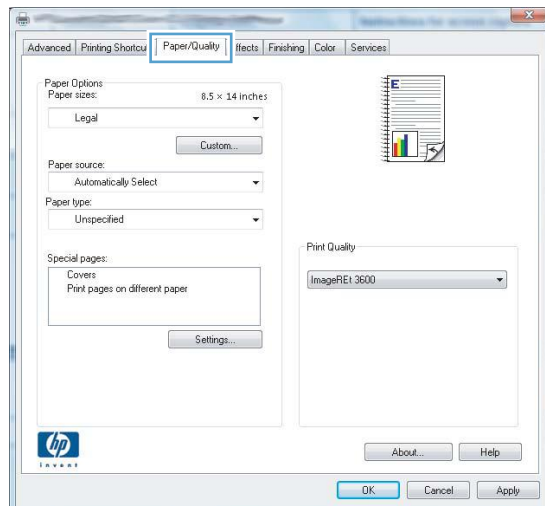 Advanced Printing Shortcu Paper/Quality ffects Finishing Color Services
Paper Options
Paper sizes: 8.5 × 14 inches
Legal
Custom...
Paper source:
Automatically Select
Paper type:
Unspecified
Special pages:
Covers
Print pages on different paper
Settings...
E
Print Quality
ImageREt 3600
hp
invent
About... Help
OK Cancel Apply